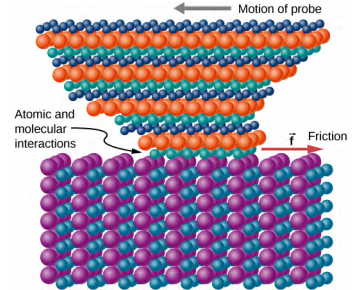 Motion of probe
Atomic and
molecular
interactions
f
Friction